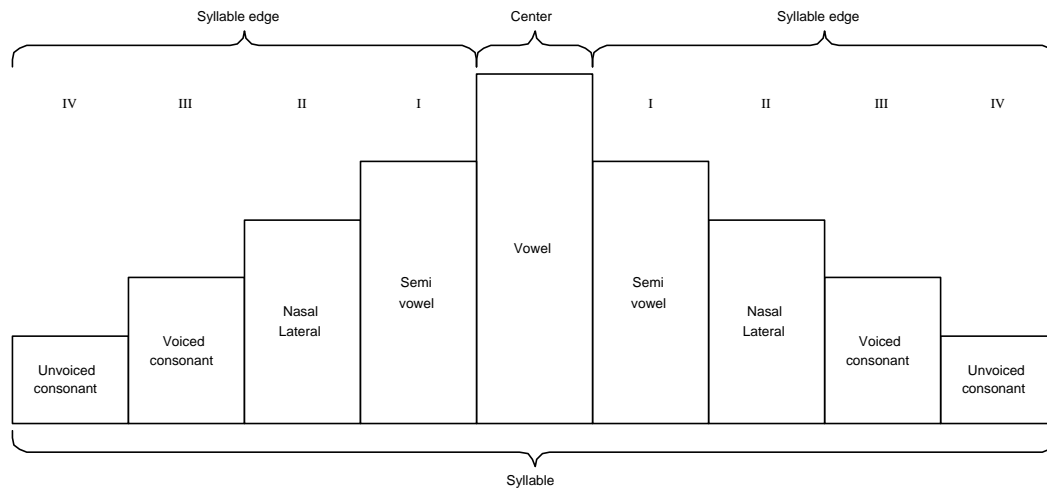 Syllable edge
Center
Syllable edge
IV
III
II
I
I
II
III
IV
Unvoiced
consonant
Voiced
consonant
Nasal
Lateral
Semi
vowel
Vowel
Semi
vowel
Nasal
Lateral
Voiced
consonant
Unvoiced
consonant
Syllable